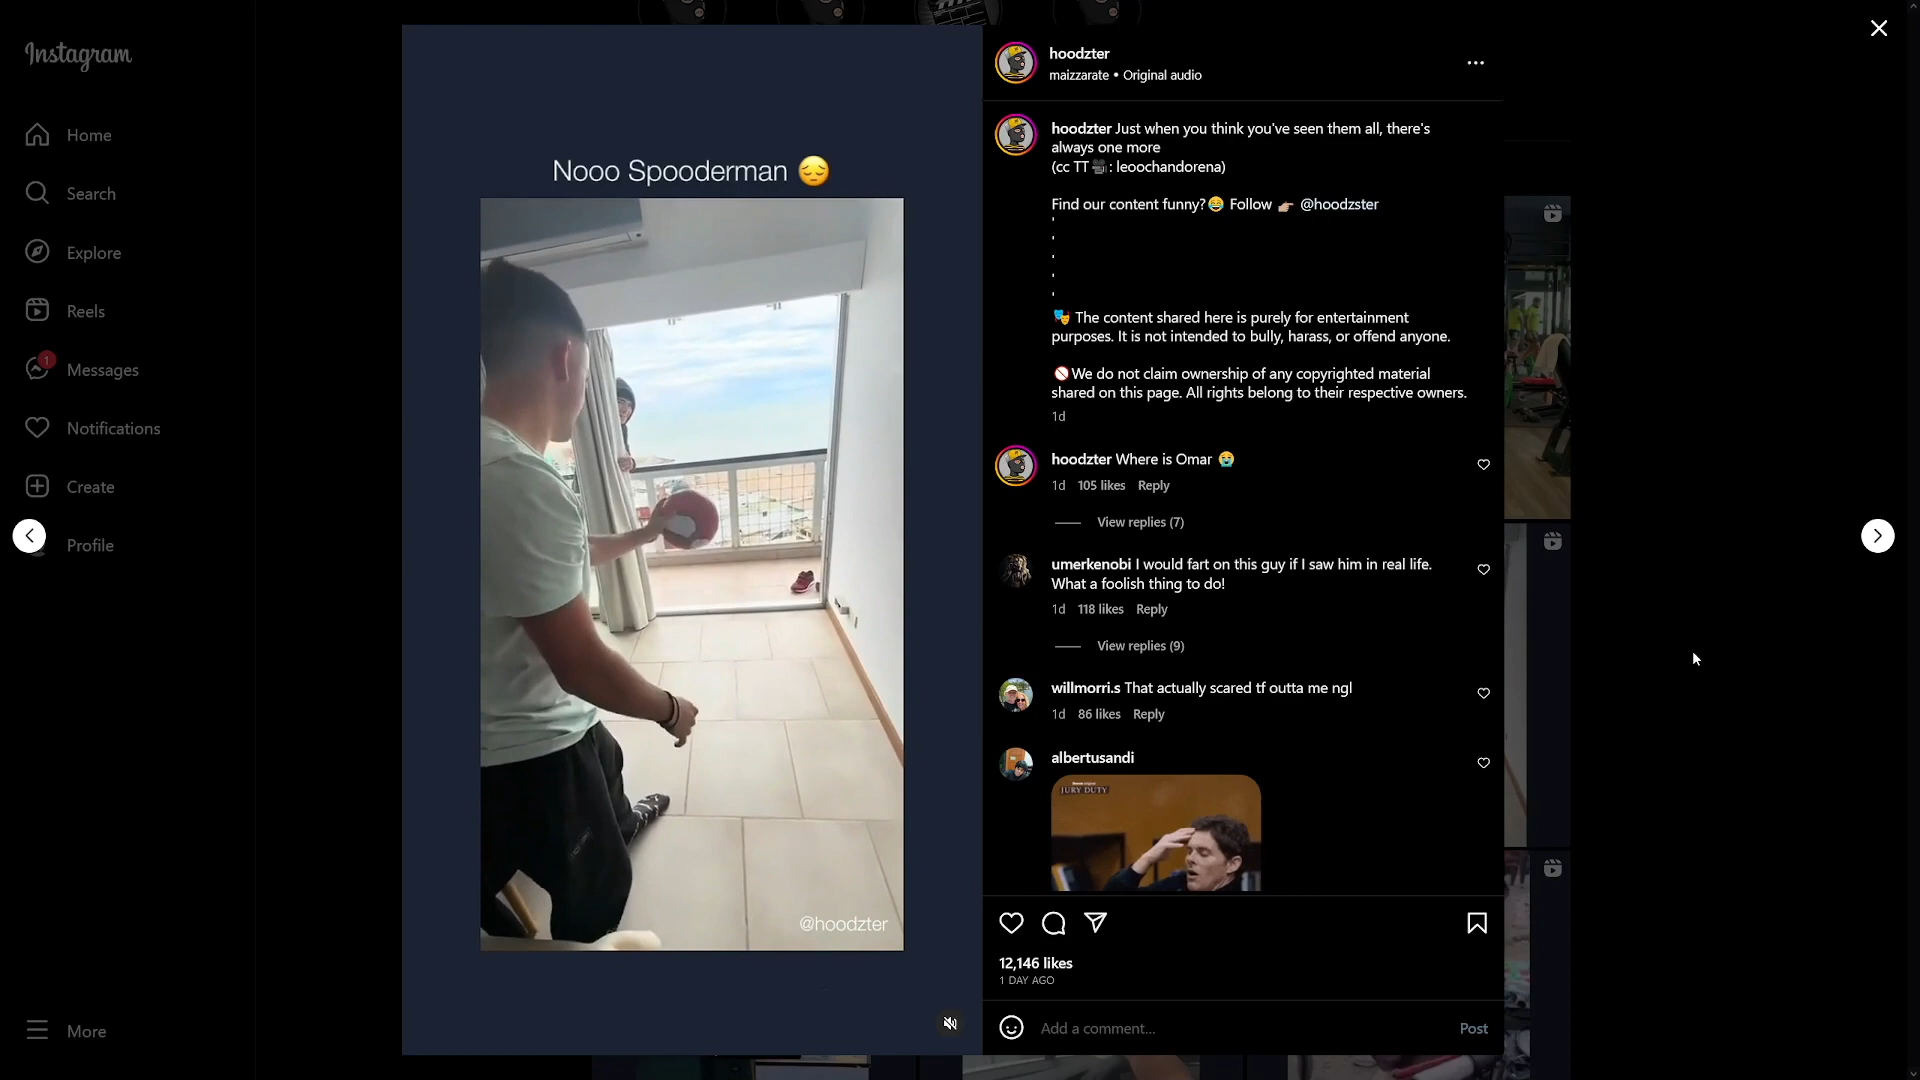 Instagram
Home
Search
Explore
Reels
1
Messages
Notifications
Create
Profile
More
Nooo Spooderman 😔
@hoodzter
hoodzter
maizzarate • Original audio
hoodzter Just when you think you've seen them all, there's
always one more
(cc TT🎥: leoochandorena)
Find our content funny?😂 Follow 👉🏼 @hoodzster
'
'
'
'
'
🎭 The content shared here is purely for entertainment
purposes. It is not intended to bully, harass, or offend anyone.
🚫We do not claim ownership of any copyrighted material
shared on this page. All rights belong to their respective owners.
1d
hoodzter Where is Omar 😭
1d 105 likes Reply
View replies (7)
umerkenobi I would fart on this guy if I saw him in real life.
What a foolish thing to do!
1d 118 likes Reply
View replies (9)
willmorri.s That actually scared tf outta me ngl
1d 86 likes Reply
albertusandi
JURY DUTY
12,146 likes
1 DAY AGO
Add a comment...
Post